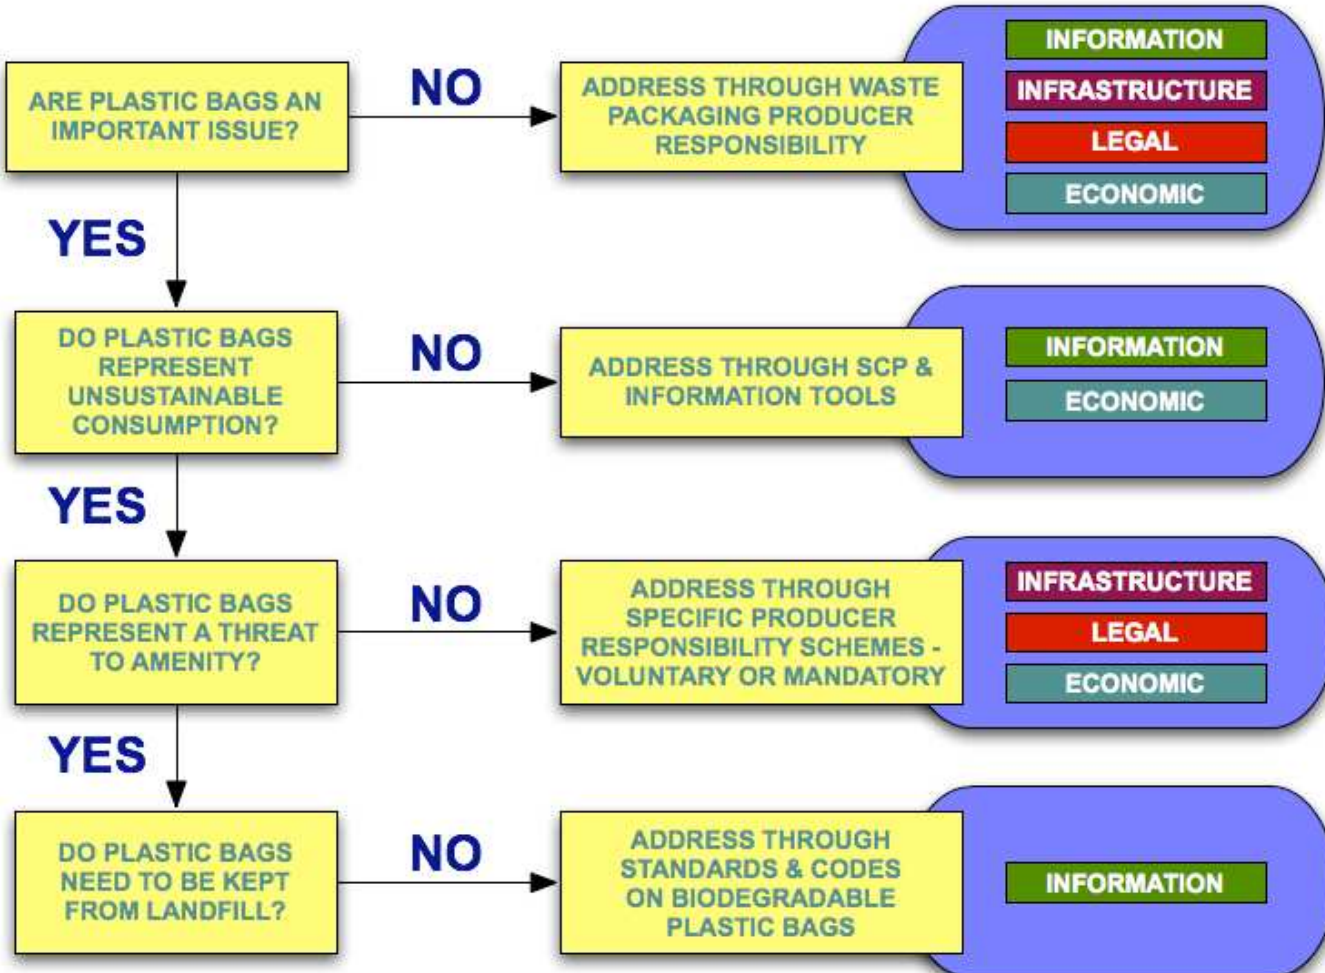 ARE PLASTIC BAGS AN
IMPORTANT ISSUE?
NO
ADDRESS THROUGH WASTE
PACKAGING PRODUCER
RESPONSIBILITY
INFORMATION
INFRASTRUCTURE
LEGAL
ECONOMIC
YES
DO PLASTIC BAGS
REPRESENT
UNSUSTAINABLE
CONSUMPTION?
NO
ADDRESS THROUGH SCP &
INFORMATION TOOLS
INFORMATION
ECONOMIC
YES
DO PLASTIC BAGS
REPRESENT A THREAT
TO AMENITY?
NO
ADDRESS THROUGH
SPECIFIC PRODUCER
RESPONSIBILITY SCHEMES -
VOLUNTARY OR MANDATORY
INFRASTRUCTURE
LEGAL
ECONOMIC
YES
DO PLASTIC BAGS
NEED TO BE KEPT
FROM LANDFILL?
NO
ADDRESS THROUGH
STANDARDS & CODES
ON BIODEGRADABLE
PLASTIC BAGS
INFORMATION